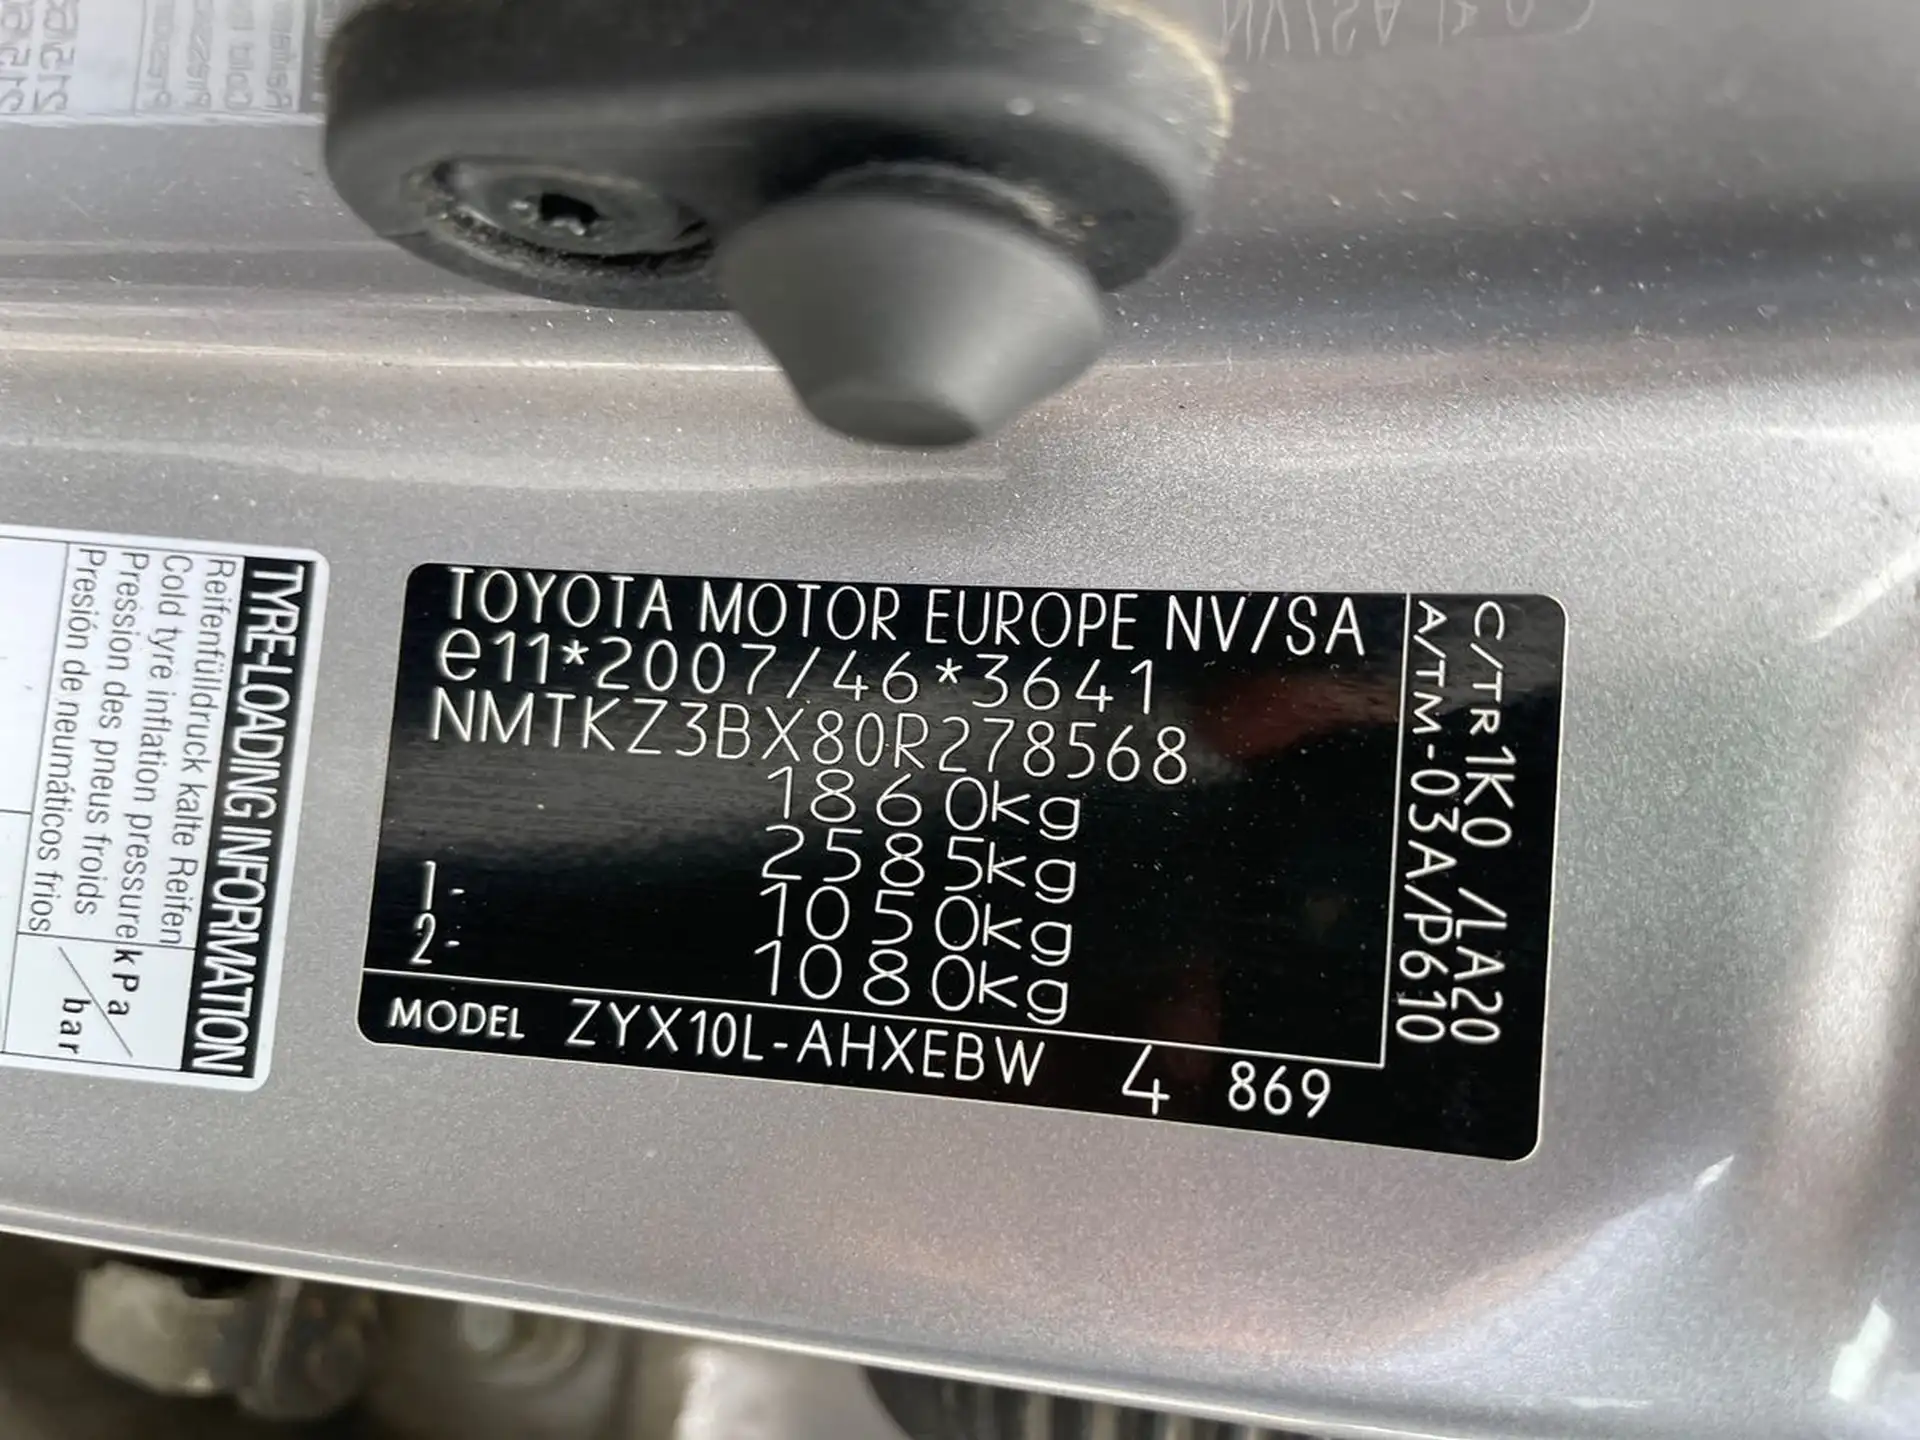 TYRE-LOADING INFORMATION
Reifenfülldruck kalte Reifen
Cold tyre inflation pressure
Pression des pneus froids
Presión de neumáticos fríos
kPa/
bar
TOYOTA MOTOR EUROPE NV/SA
e11*2007/46*3641
NMTKZ3BX80R278568
1860kg
2585kg
1- 1050kg
2- 1080kg
MODEL ZYX10L-AHXEBW 4 869
C/TR1K0 /LA20
A/TM-03A/P610